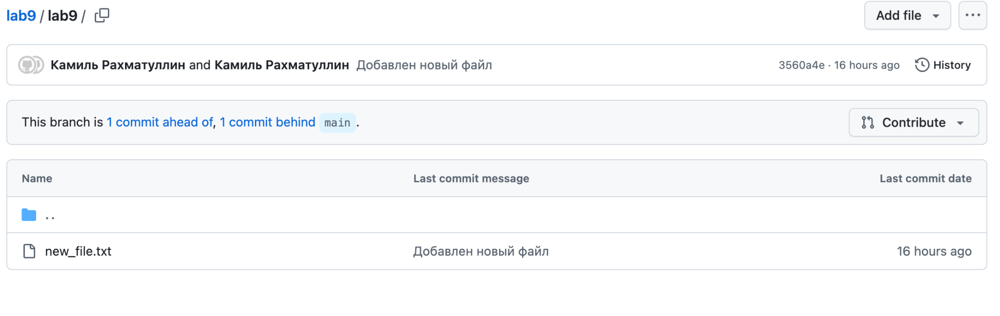 lab9 / lab9 /
Add file
Камиль Рахматуллин and Камиль Рахматуллин Добавлен новый файл
3560a4e · 16 hours ago
History
This branch is 1 commit ahead of, 1 commit behind main .
Contribute
Name Last commit message Last commit date
..
new_file.txt Добавлен новый файл 16 hours ago